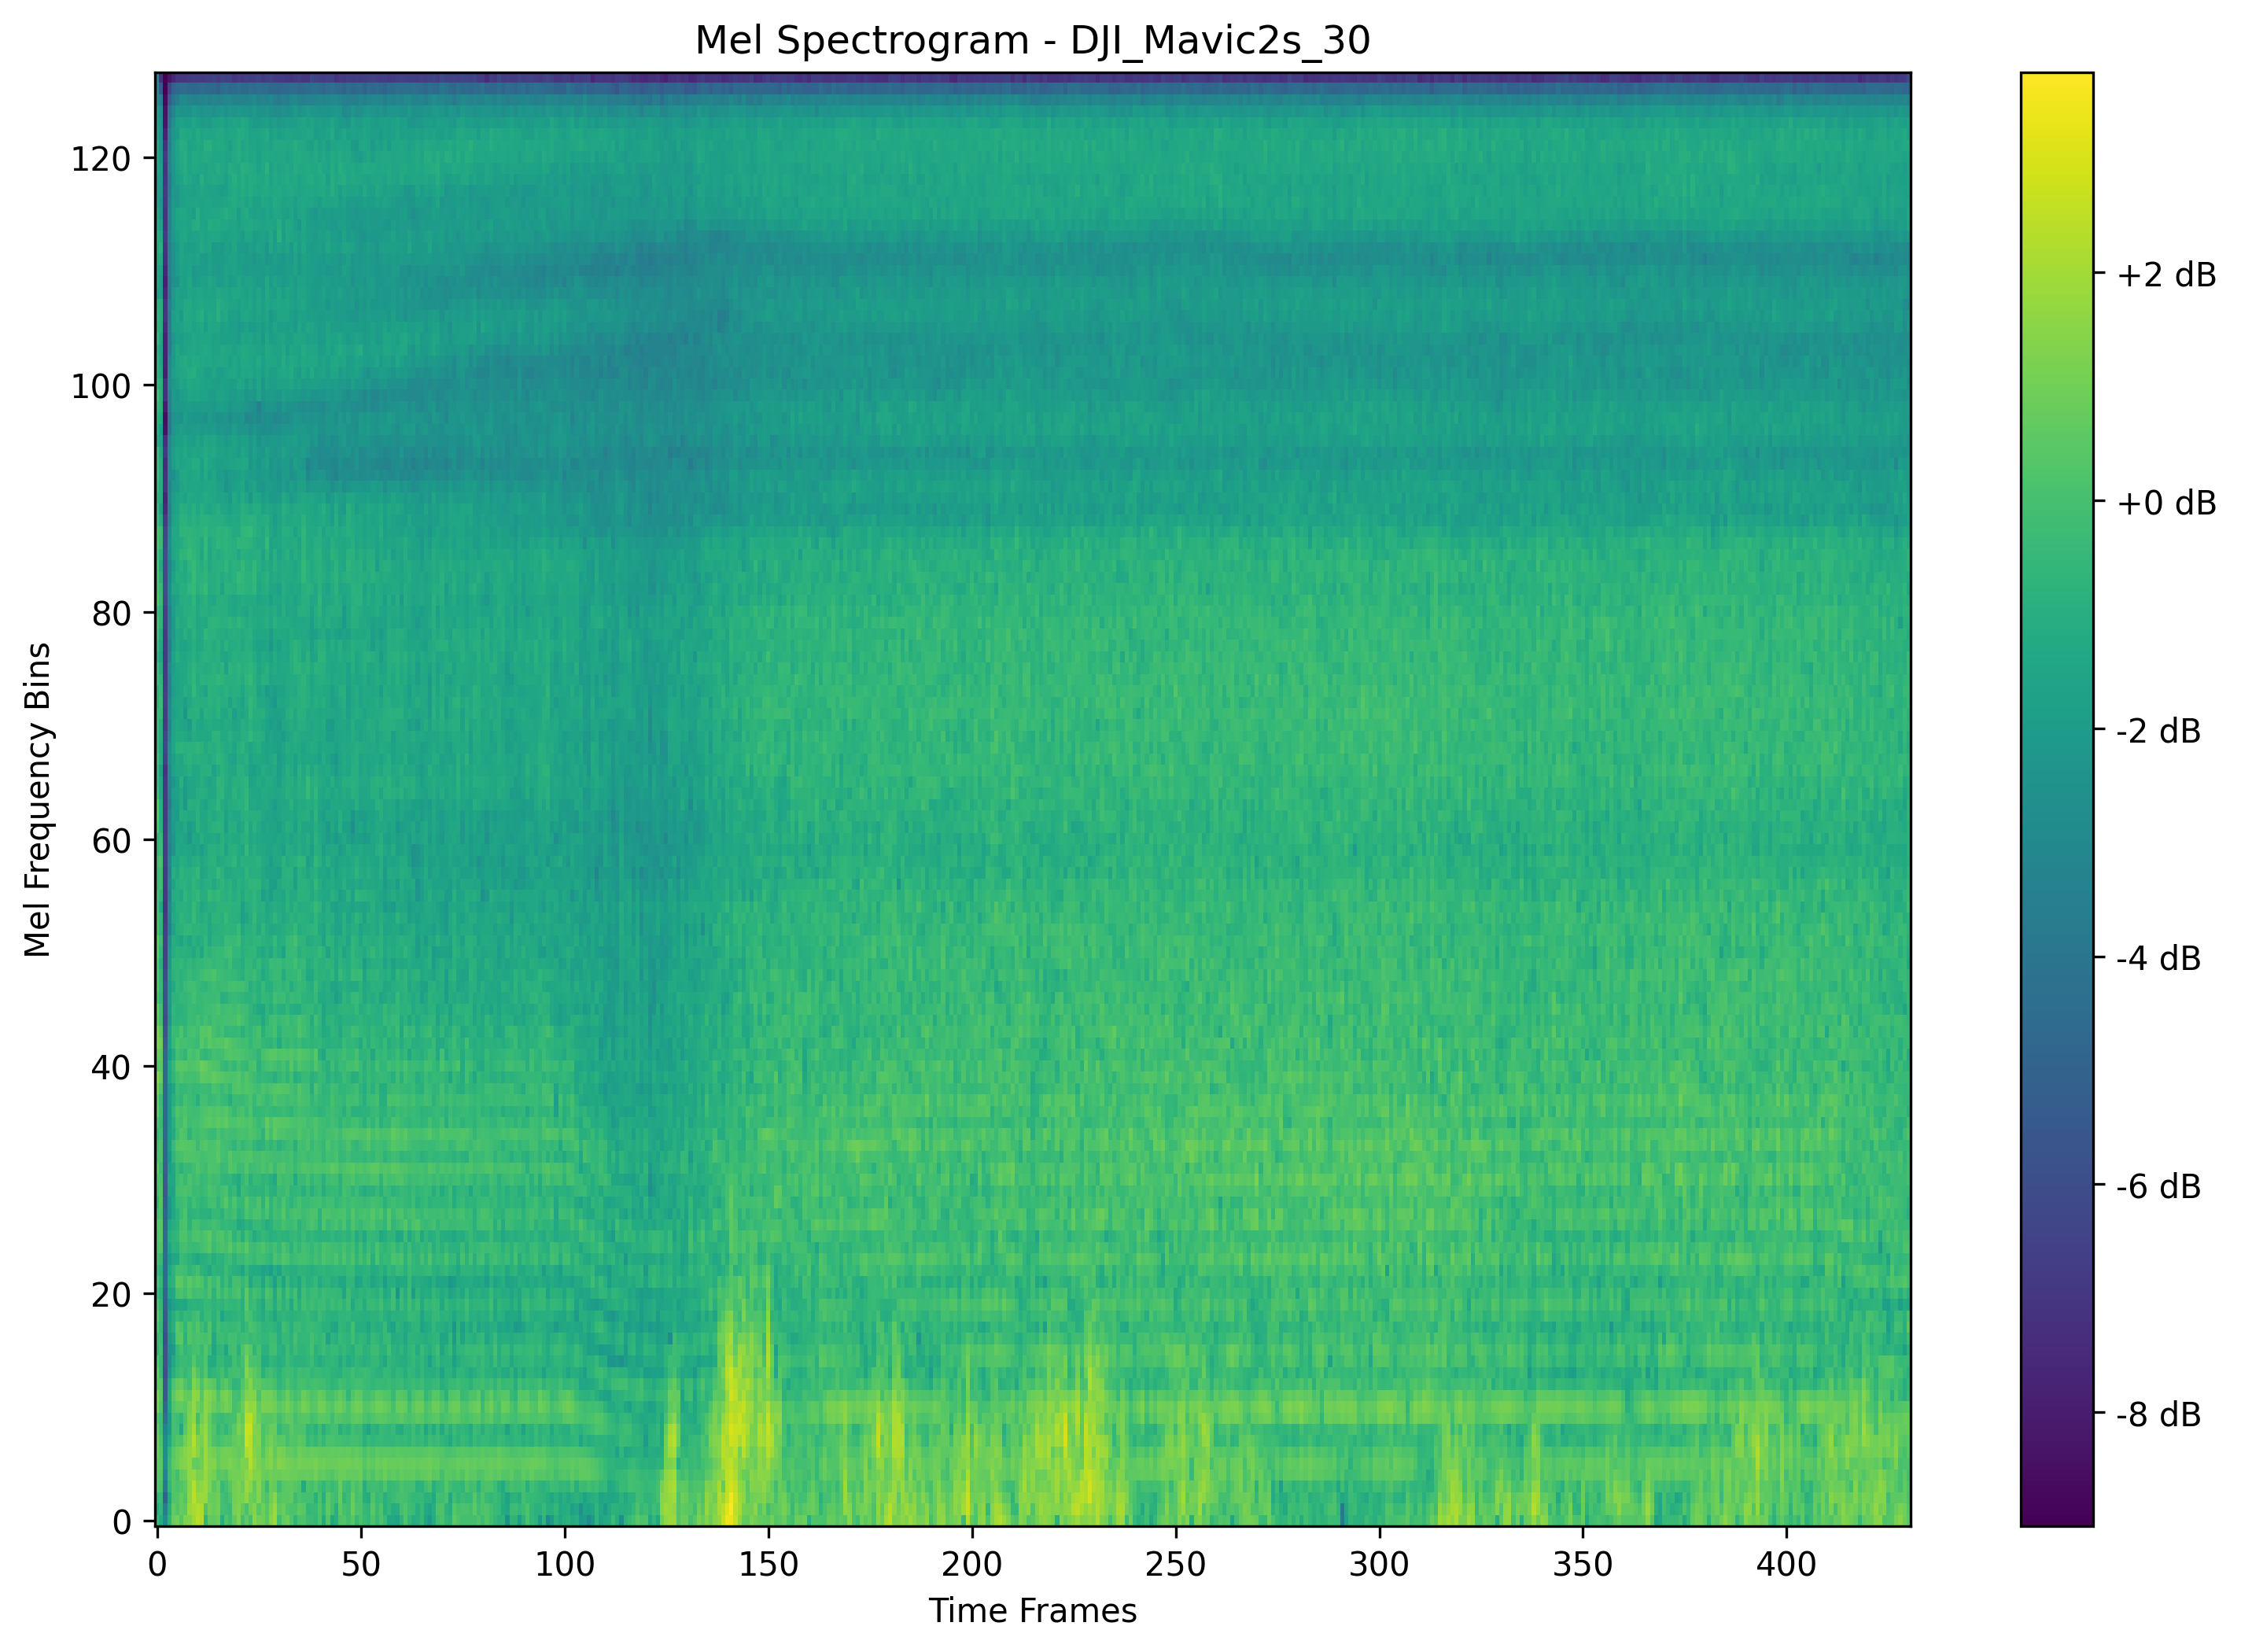 Mel Spectrogram - DJI_Mavic2s_30
120
100
80
60
40
20
0
Mel Frequency Bins
0 50 100 150 200 250 300 350 400
Time Frames
+2 dB
+0 dB
-2 dB
-4 dB
-6 dB
-8 dB